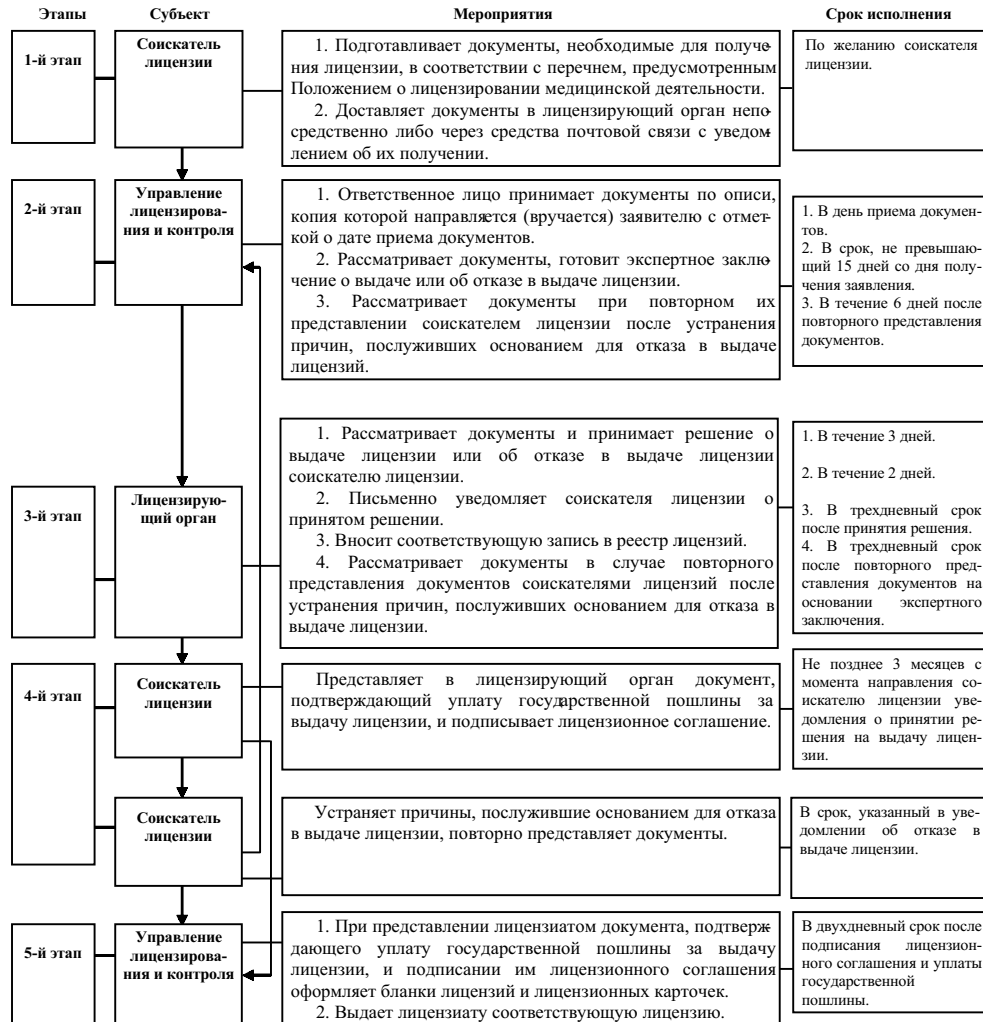 Этапы Субъект Мероприятия Срок исполнения
1-й этап
Соискатель
лицензии
1. Подготавливает документы, необходимые для получе-
ния лицензии, в соответствии с перечнем, предусмотренным
Положением о лицензировании медицинской деятельности.
2. Доставляет документы в лицензирующий орган непо-
средственно либо через средства почтовой связи с уведом-
лением об их получении.
По желанию соискателя
лицензии.
2-й этап
Управление
лицензирова-
ния и контроля
1. Ответственное лицо принимает документы по описи,
копия которой направляется (вручается) заявителю с отмет-
кой о дате приема документов.
2. Рассматривает документы, готовит экспертное заклю-
чение о выдаче или об отказе в выдаче лицензии.
3. Рассматривает документы при повторном их
представлении соискателем лицензии после устранения
причин, послуживших основанием для отказа в выдаче
лицензий.
1. В день приема докумен-
тов.
2. В срок, не превышаю-
щий 15 дней со дня полу-
чения заявления.
3. В течение 6 дней после
повторного представления
документов.
3-й этап
Лицензирую-
щий орган
1. Рассматривает документы и принимает решение о
выдаче лицензии или об отказе в выдаче лицензии
соискателю лицензии.
2. Письменно уведомляет соискателя лицензии о
принятом решении.
3. Вносит соответствующую запись в реестр лицензий.
4. Рассматривает документы в случае повторного
представления документов соискателями лицензий после
устранения причин, послуживших основанием для отказа в
выдаче лицензии.
1. В течение 3 дней.
2. В течение 2 дней.
3. В трехдневный срок
после принятия решения.
4. В трехдневный срок
после повторного пред-
ставления документов на
основании экспертного
заключения.
4-й этап
Соискатель
лицензии
Представляет в лицензирующий орган документ,
подтверждающий уплату государственной пошлины за
выдачу лицензии, и подписывает лицензионное соглашение.
Не позднее 3 месяцев с
момента направления со-
искателю лицензии уве-
домления о принятии ре-
шения на выдачу лицен-
зии.
Соискатель
лицензии
Устраняет причины, послужившие основанием для отказа
в выдаче лицензии, повторно представляет документы.
В срок, указанный в уве-
домлении об отказе в
выдаче лицензии.
5-й этап
Управление
лицензирова-
ния и контроля
1. При представлении лицензиатом документа, подтверж-
дающего уплату государственной пошлины за выдачу
лицензии, и подписании им лицензионного соглашения
оформляет бланки лицензий и лицензионных карточек.
2. Выдает лицензиату соответствующую лицензию.
В двухдневный срок после
подписания лицензион-
ного соглашения и уплаты
государственной
пошлины.